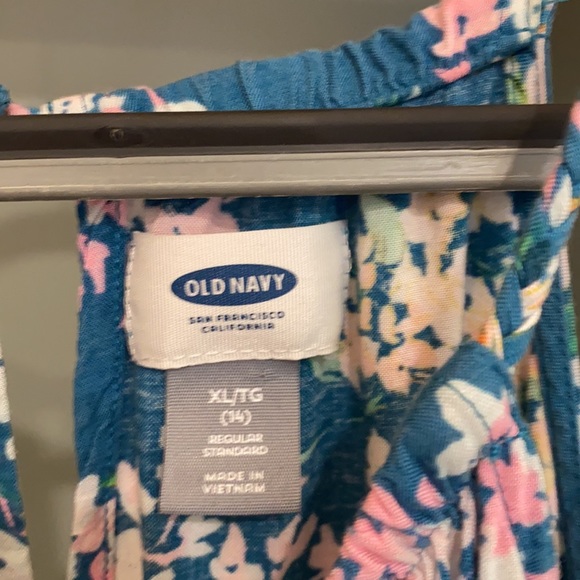 OLD NAVY
SAN FRANCISCO
CALIFORNIA
XL/TG
(14)
REGULAR
STANDARD
MADE IN
VIETNAM